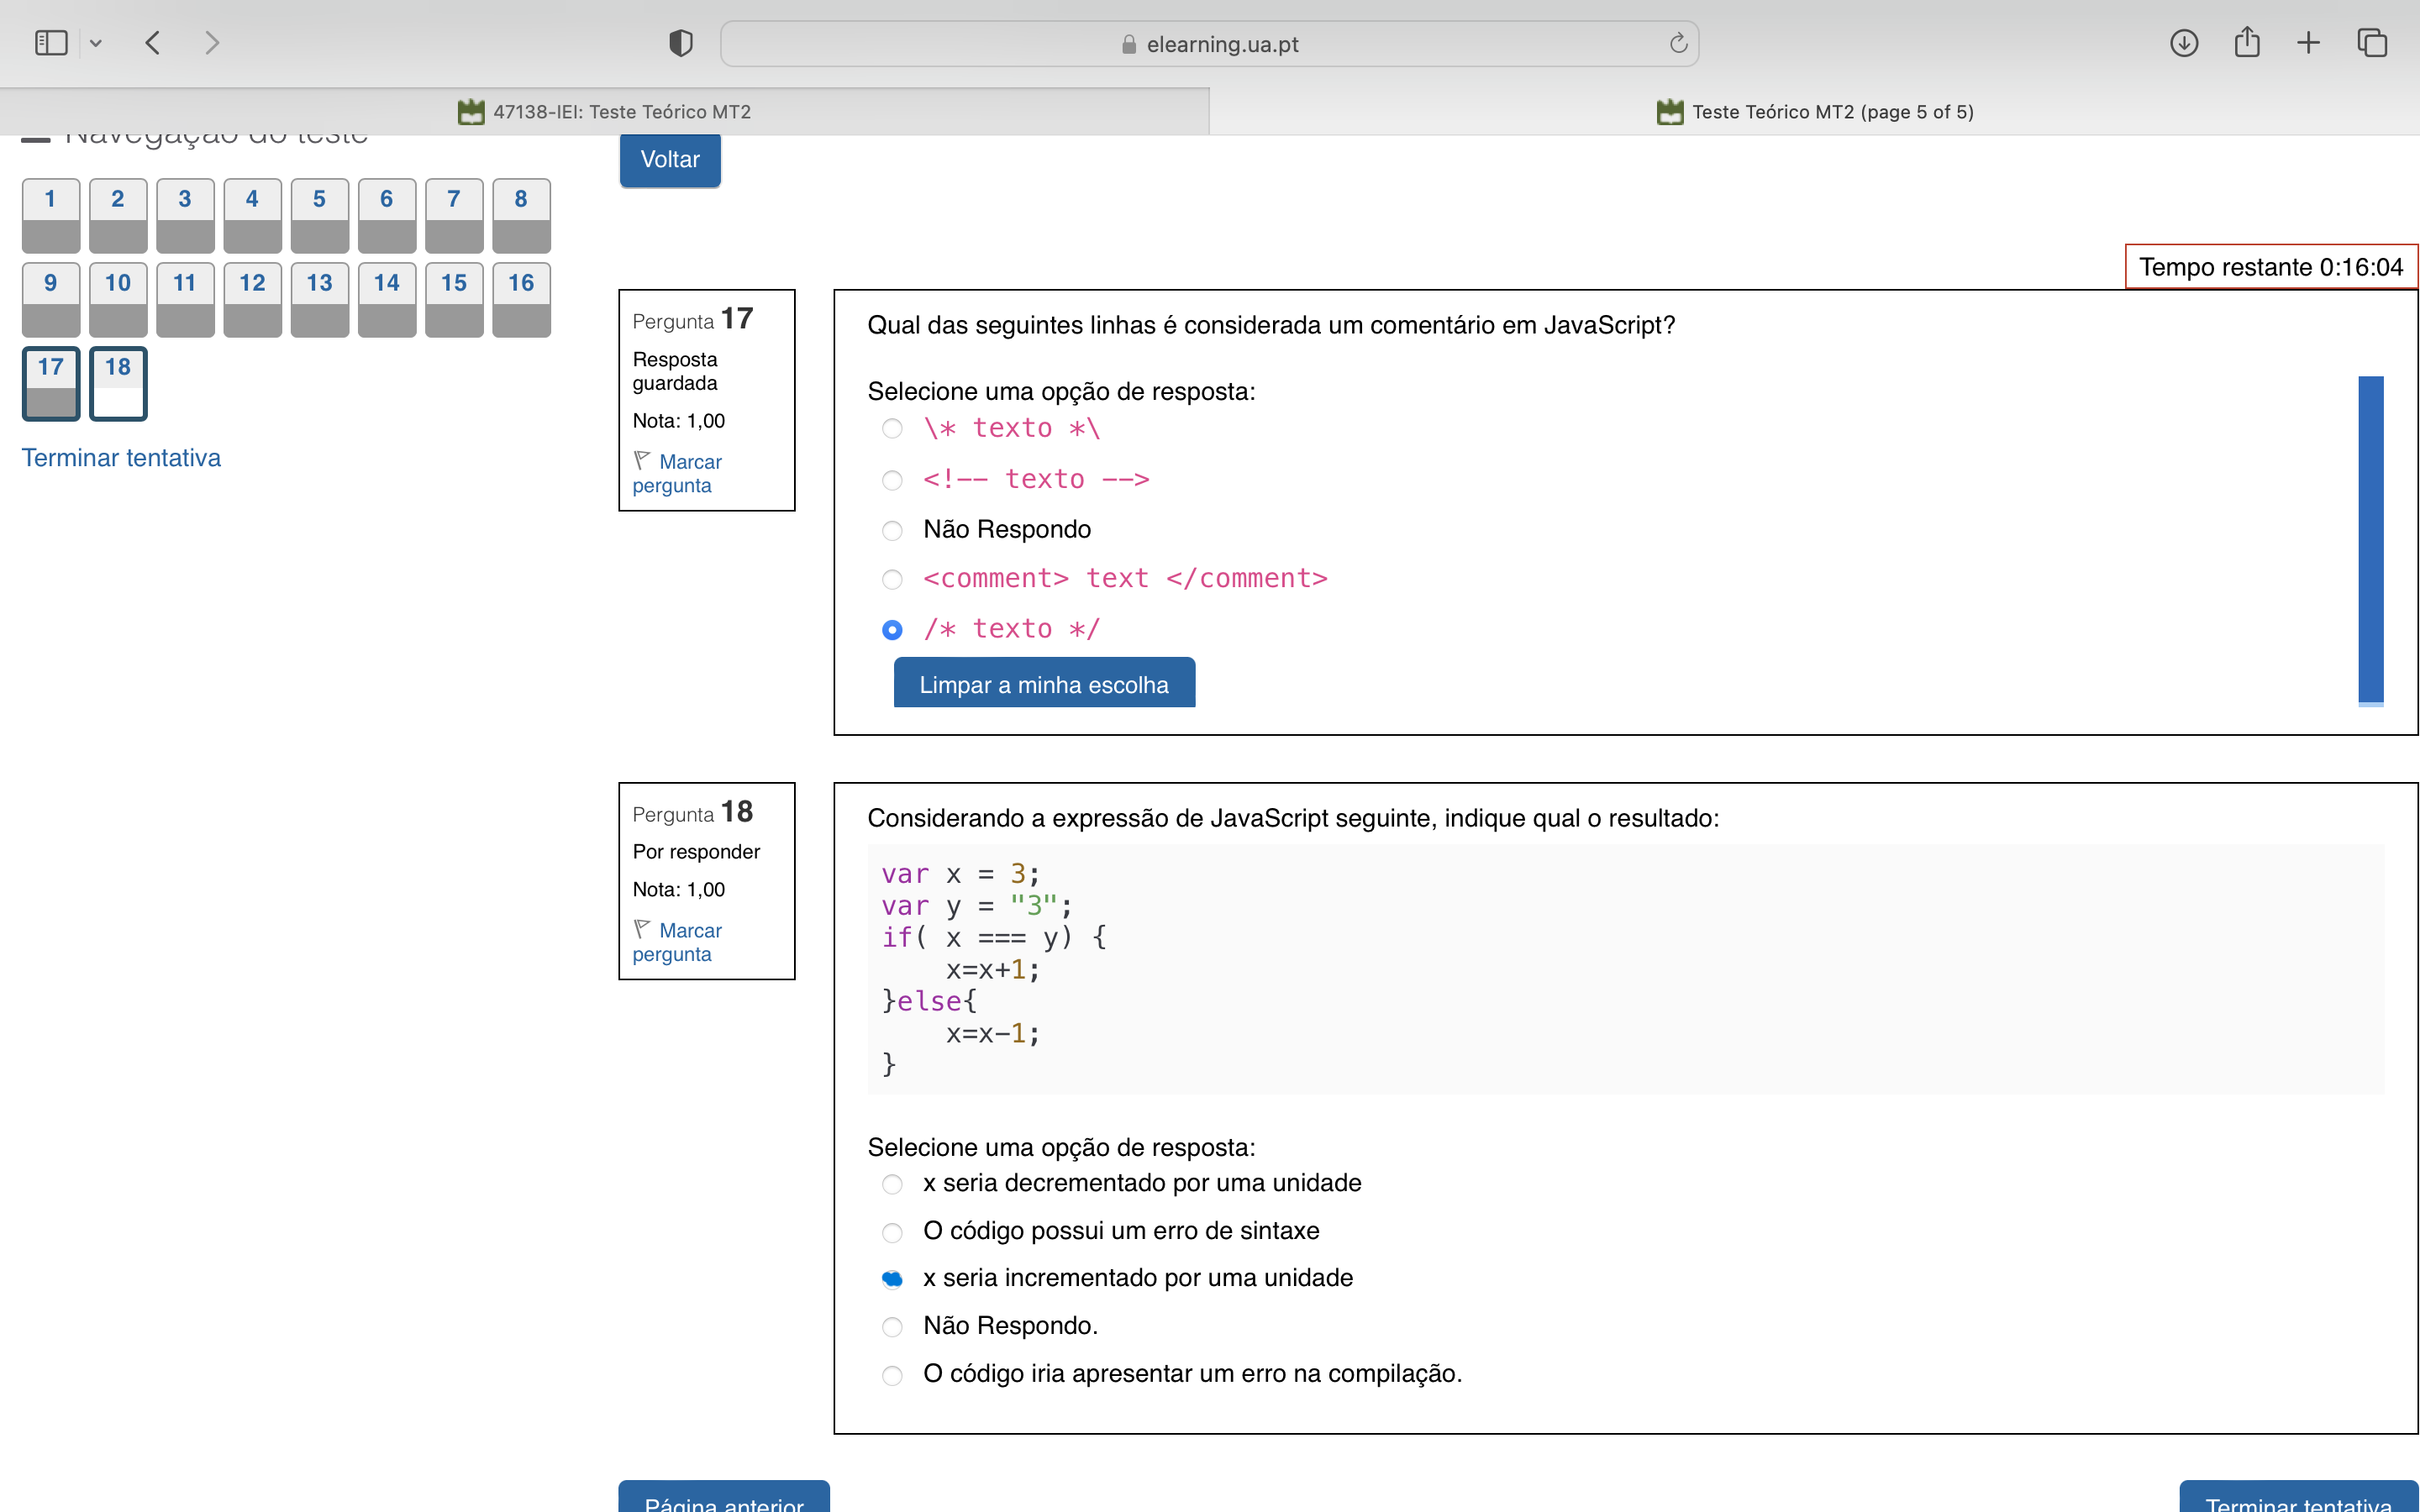 elearning.ua.pt
47138-IEI: Teste Teórico MT2
Teste Teórico MT2 (page 5 of 5)
Navegação do teste
1 2 3 4 5 6 7 8
9 10 11 12 13 14 15 16
17 18
Terminar tentativa
Voltar
Tempo restante 0:16:04
Pergunta 17
Resposta
guardada
Nota: 1,00
Marcar
pergunta
Qual das seguintes linhas é considerada um comentário em JavaScript?
Selecione uma opção de resposta:
\* texto *\
<!-- texto -->
Não Respondo
<comment> text </comment>
/* texto */
Limpar a minha escolha
Pergunta 18
Por responder
Nota: 1,00
Marcar
pergunta
Considerando a expressão de JavaScript seguinte, indique qual o resultado:
var x = 3;
var y = "3";
if( x === y) {
    x=x+1;
}else{
    x=x-1;
}
Selecione uma opção de resposta:
x seria decrementado por uma unidade
O código possui um erro de sintaxe
x seria incrementado por uma unidade
Não Respondo.
O código iria apresentar um erro na compilação.
Página anterior
Terminar tentativa